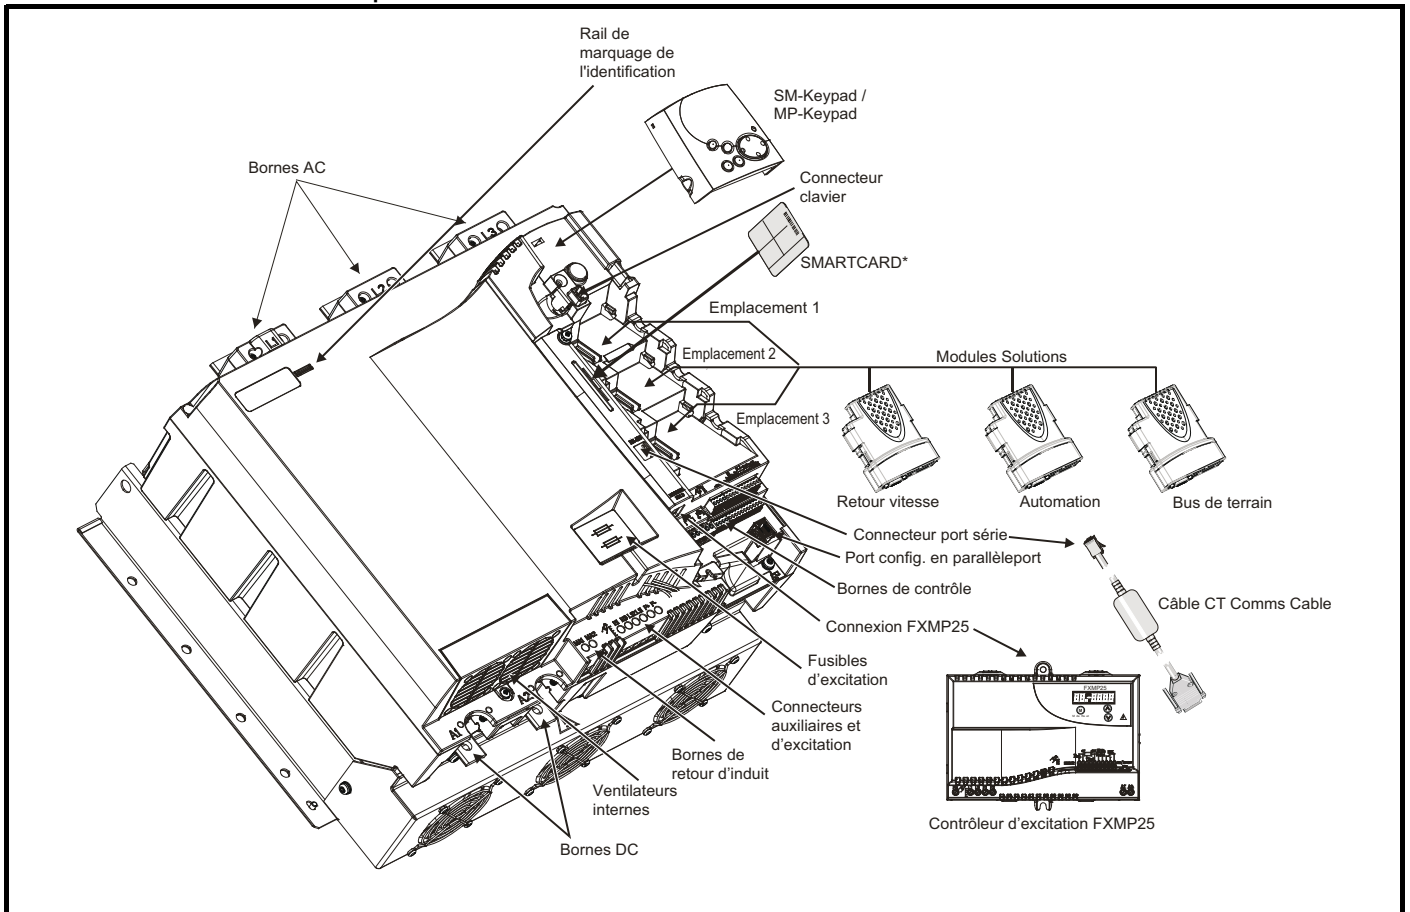 Rail de
marquage de
l'identification
SM-Keypad /
MP-Keypad
Bornes AC
Connecteur
clavier
SMARTCARD*
L3
L2
L1
Emplacement 1
Emplacement 2
Modules Solutions
Emplacement 3
Retour vitesse
Automation
Bus de terrain
Connecteur port série
Port config. en parallèleport
Bornes de contrôle
Câble CT Comms Cable
Connexion FXMP25
Fusibles
d’excitation
FXMP25
Connecteurs
auxiliaires et
d’excitation
A2
A1
Bornes de
retour d’induit
Ventilateurs
internes
Contrôleur d’excitation FXMP25
Bornes DC